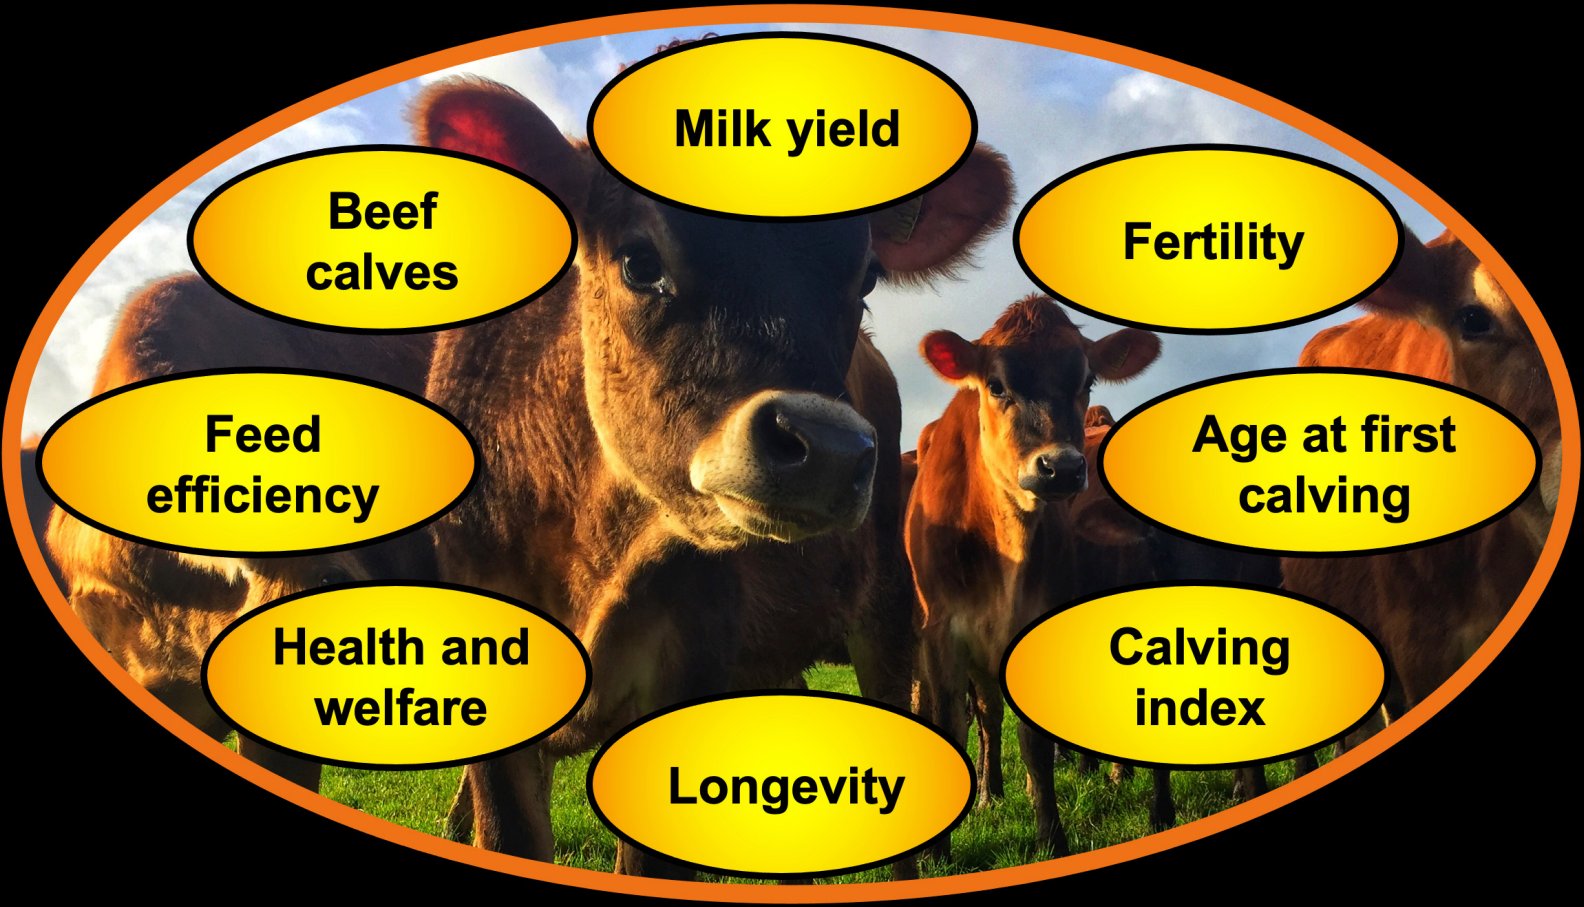 Milk yield
Beef
calves
Fertility
Feed
efficiency
Age at first
calving
Health and
welfare
Calving
index
Longevity